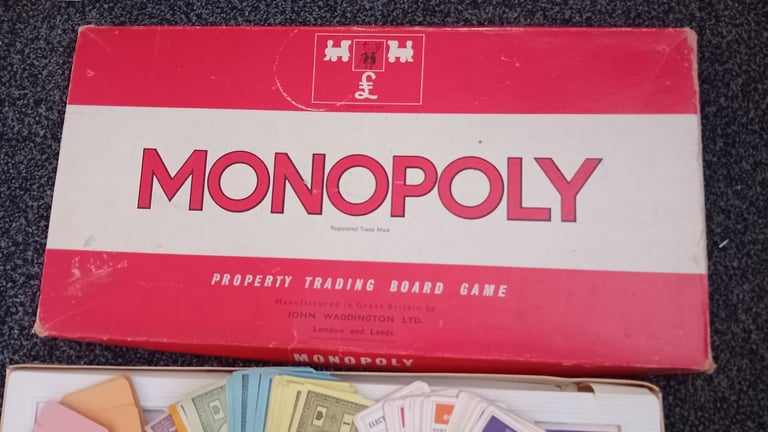 £
MONOPOLY
Registered Trade Mark
PROPERTY TRADING BOARD GAME
Manufactured in Great Britain by
JOHN WADDINGTON LTD.
London and Leeds
MONOPOLY
ELEC